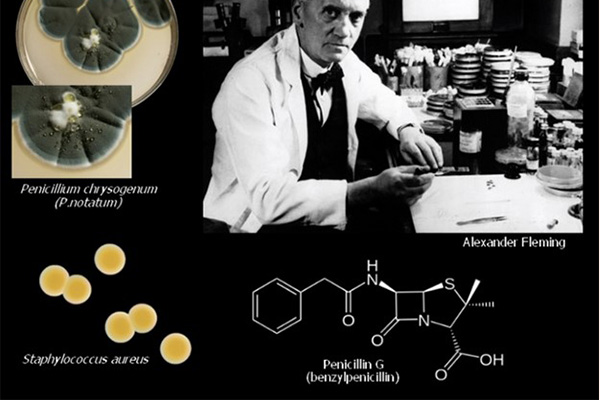 Penicillium chrysogenum
(P.notatum)
Alexander Fleming
Staphylococcus aureus
H
N
O
S
N
O
O
OH
Penicillin G
(benzylpenicillin)